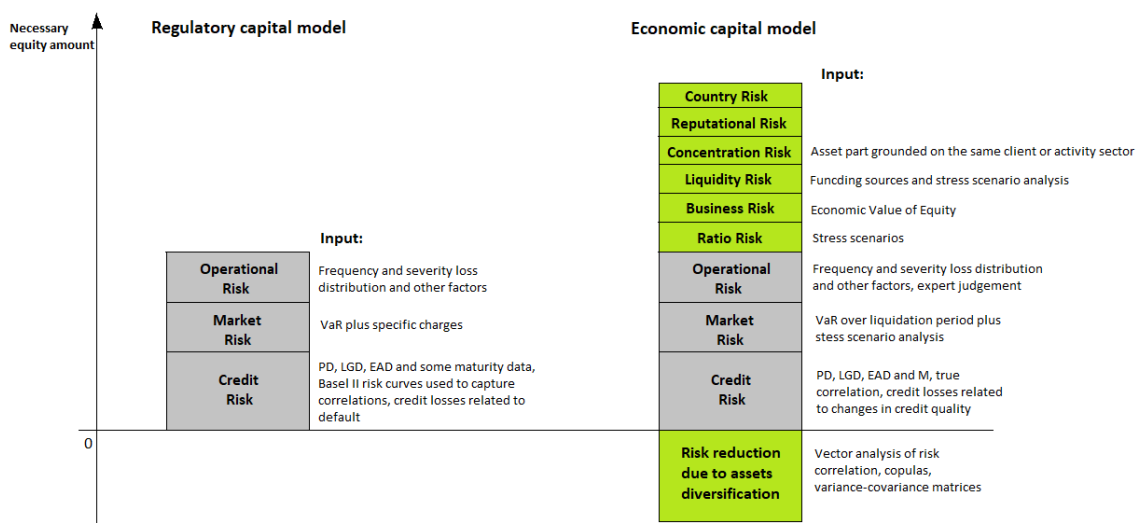 Necessary
equity amount
Regulatory capital model
Economic capital model
Input:
Country Risk
Reputational Risk
Concentration Risk
Asset part grounded on the same client or activity sector
Liquidity Risk
Funcding sources and stress scenario analysis
Business Risk
Economic Value of Equity
Input:
Ratio Risk
Stress scenarios
Operational
Risk
Frequency and severity loss
distribution and other factors
Operational
Risk
Frequency and severity loss distribution
and other factors, expert judgement
Market
Risk
VaR plus specific charges
Market
Risk
VaR over liquidation period plus
stess scenario analysis
Credit
Risk
PD, LGD, EAD and some maturity data,
Basel II risk curves used to capture
correlations, credit losses related to
default
Credit
Risk
PD, LGD, EAD and M, true
correlation, credit losses related
to changes in credit quality
0
Risk reduction
due to assets
diversification
Vector analysis of risk
correlation, copulas,
variance-covariance matrices